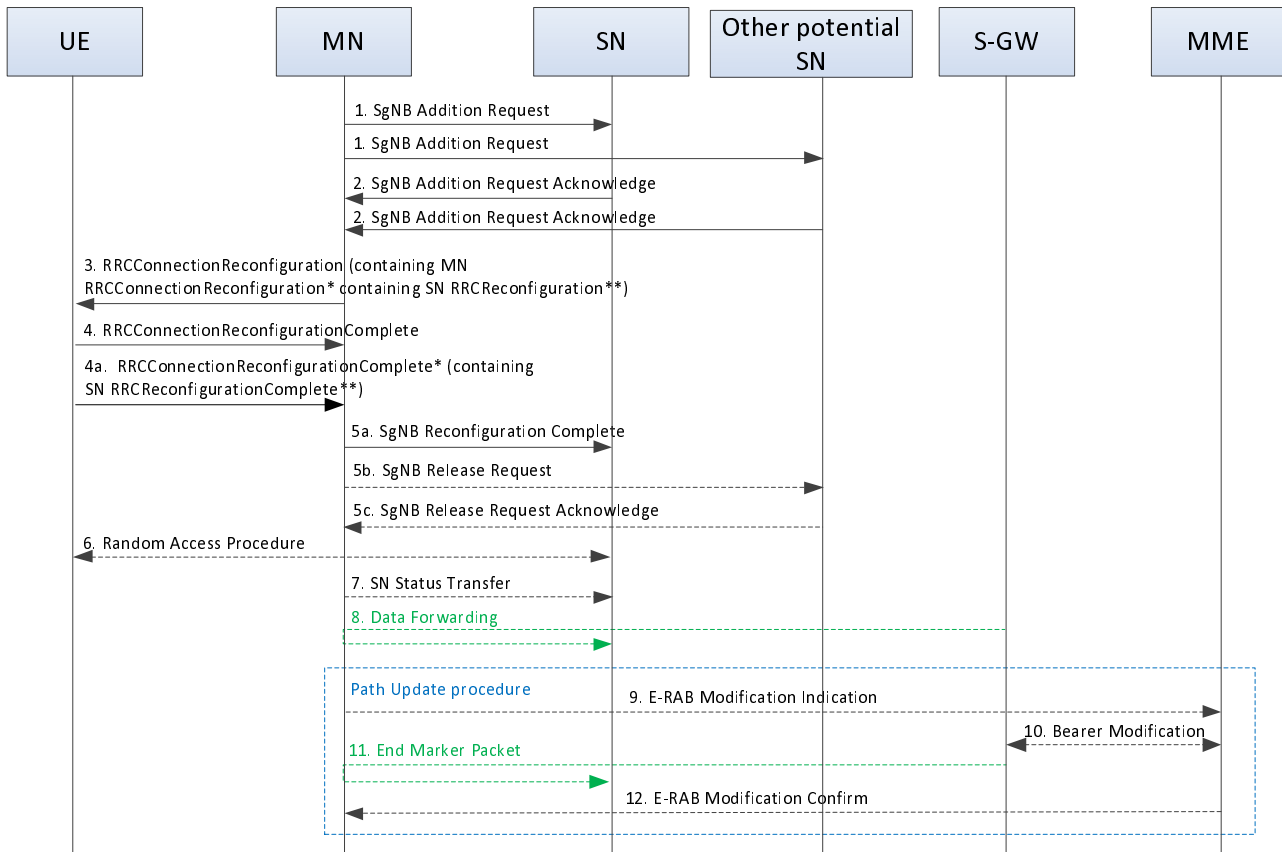 UE
MN
SN
Other potential
SN
S-GW
MME
1. SgNB Addition Request
1. SgNB Addition Request
2. SgNB Addition Request Acknowledge
2. SgNB Addition Request Acknowledge
3. RRCConnectionReconfiguration (containing MN
RRCConnectionReconfiguration* containing SN RRCReconfiguration**)
4. RRCConnectionReconfigurationComplete
4a. RRCConnectionReconfigurationComplete* (containing
SN RRCReconfigurationComplete**)
5a. SgNB Reconfiguration Complete
5b. SgNB Release Request
5c. SgNB Release Request Acknowledge
6. Random Access Procedure
7. SN Status Transfer
8. Data Forwarding
Path Update procedure
9. E-RAB Modification Indication
10. Bearer Modification
11. End Marker Packet
12. E-RAB Modification Confirm